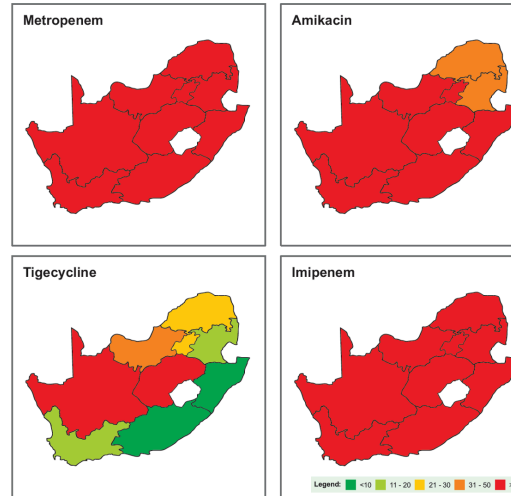 Metropenem
Amikacin
Tigecycline
Imipenem
Legend: <10 11 - 20 21 - 30 31 - 50